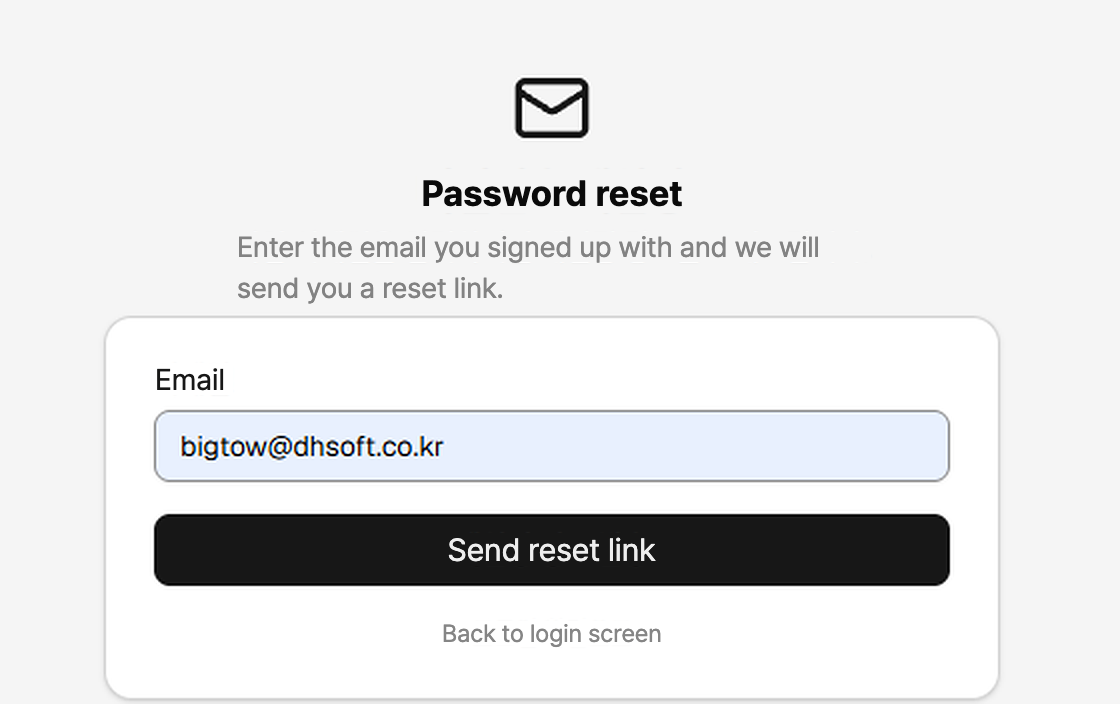 Password reset
Enter the email you signed up with and we will
send you a reset link.
Email
bigtow@dhsoft.co.kr
Send reset link
Back to login screen